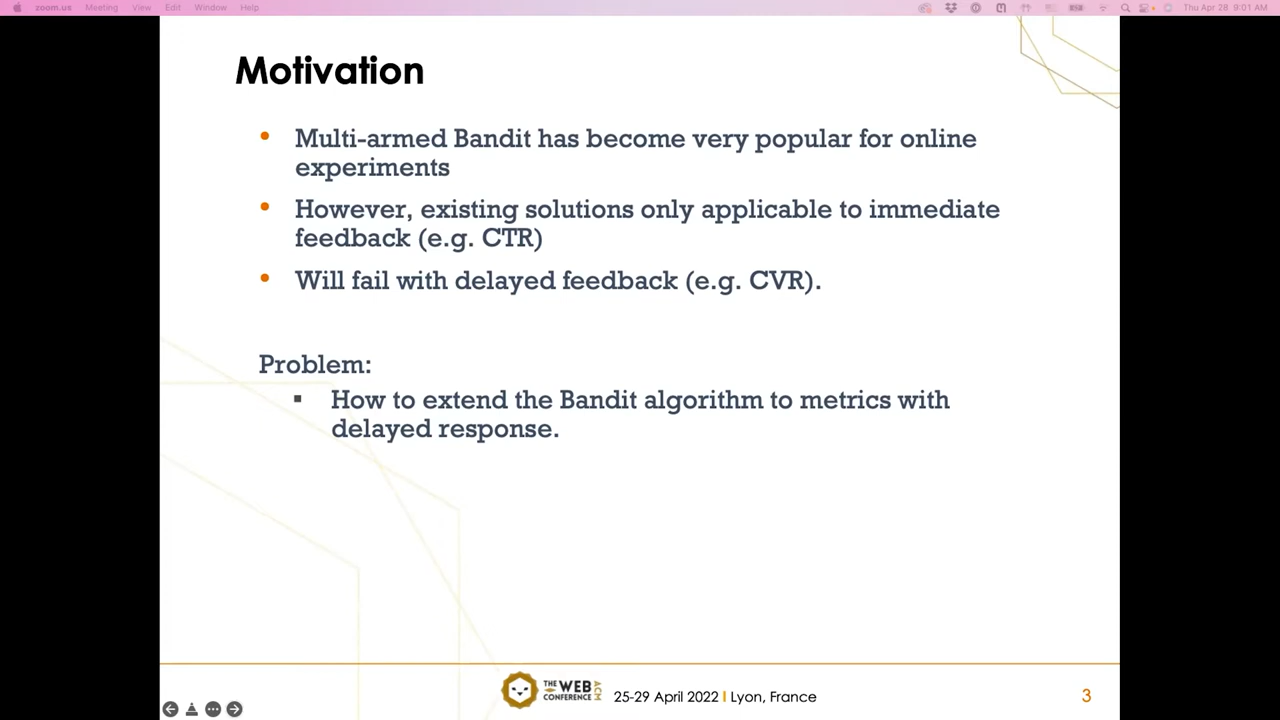 zoom.us Meeting View Edit Window Help Thu Apr 28 9:01 AM
Motivation
• Multi-armed Bandit has become very popular for online
experiments
• However, existing solutions only applicable to immediate
feedback (e.g. CTR)
• Will fail with delayed feedback (e.g. CVR).
Problem:
▪ How to extend the Bandit algorithm to metrics with
delayed response.
THE WEB
CONFERENCE
ACM
25-29 April 2022 I Lyon, France
3